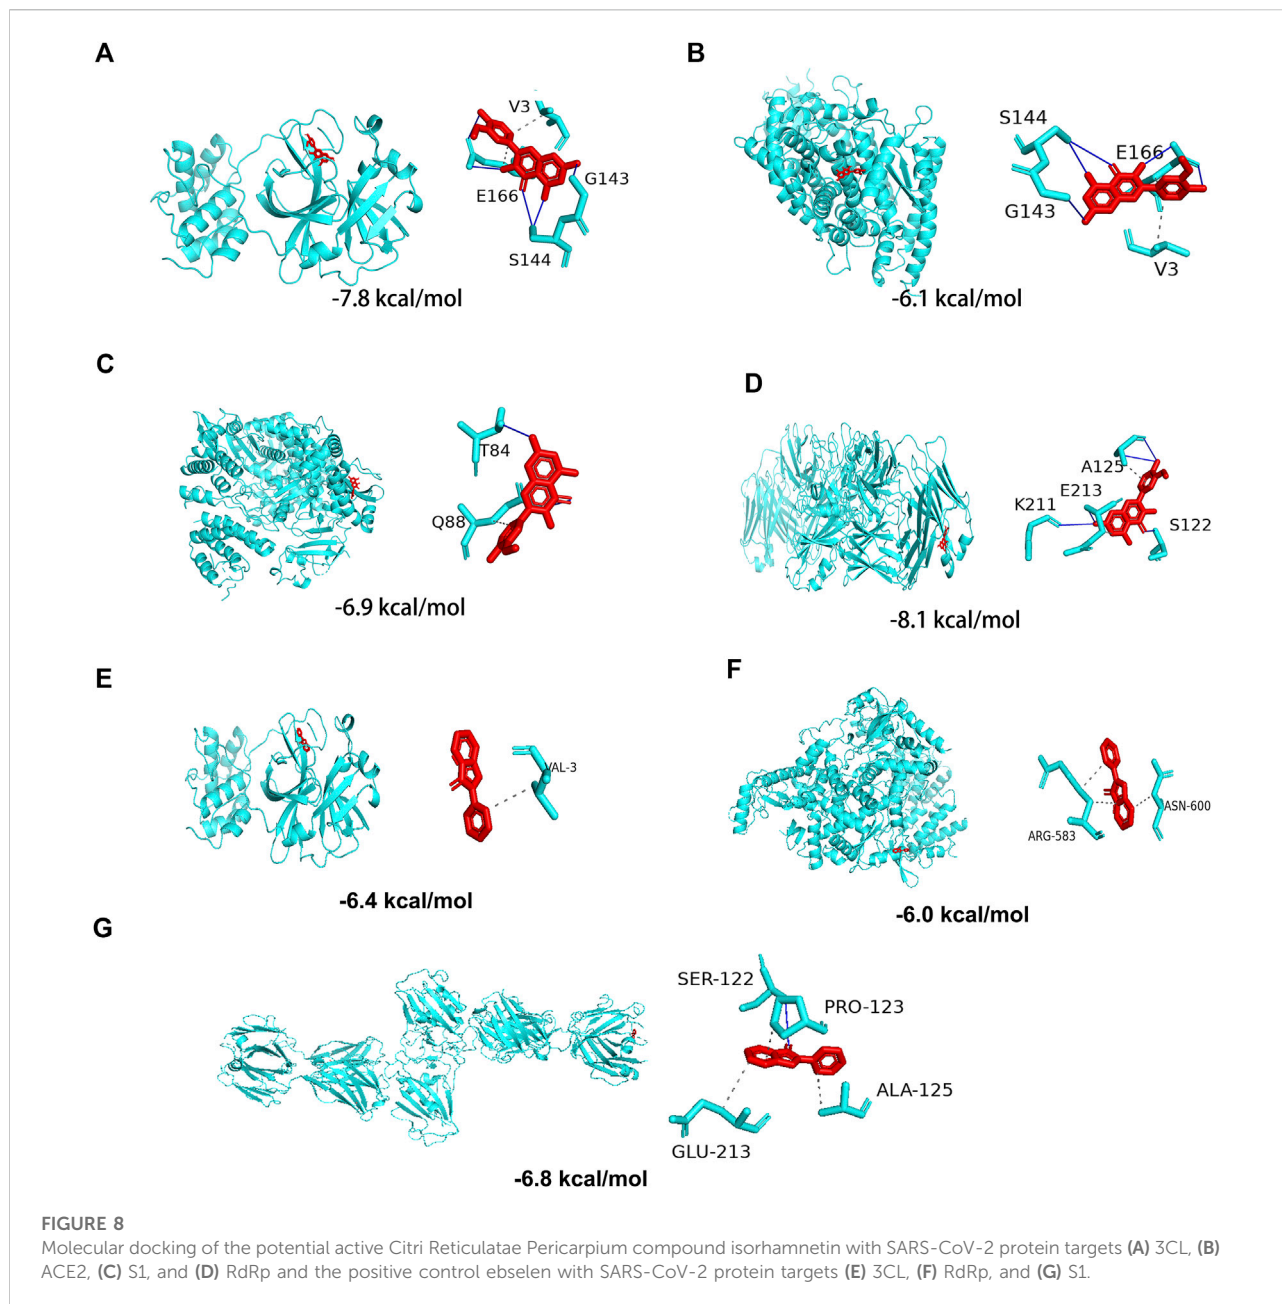 A
V3
G143
E166
S144
-7.8 kcal/mol
B
S144
E166
G143
V3
-6.1 kcal/mol
C
T84
Q88
-6.9 kcal/mol
D
A125
E213
K211
S122
-8.1 kcal/mol
E
VAL-3
-6.4 kcal/mol
F
ASN-600
ARG-583
-6.0 kcal/mol
G
SER-122
PRO-123
ALA-125
GLU-213
-6.8 kcal/mol
FIGURE 8
Molecular docking of the potential active Citri Reticulatae Pericarpium compound isorhamnetin with SARS-CoV-2 protein targets (A) 3CL, (B)
ACE2, (C) S1, and (D) RdRp and the positive control ebselen with SARS-CoV-2 protein targets (E) 3CL, (F) RdRp, and (G) S1.